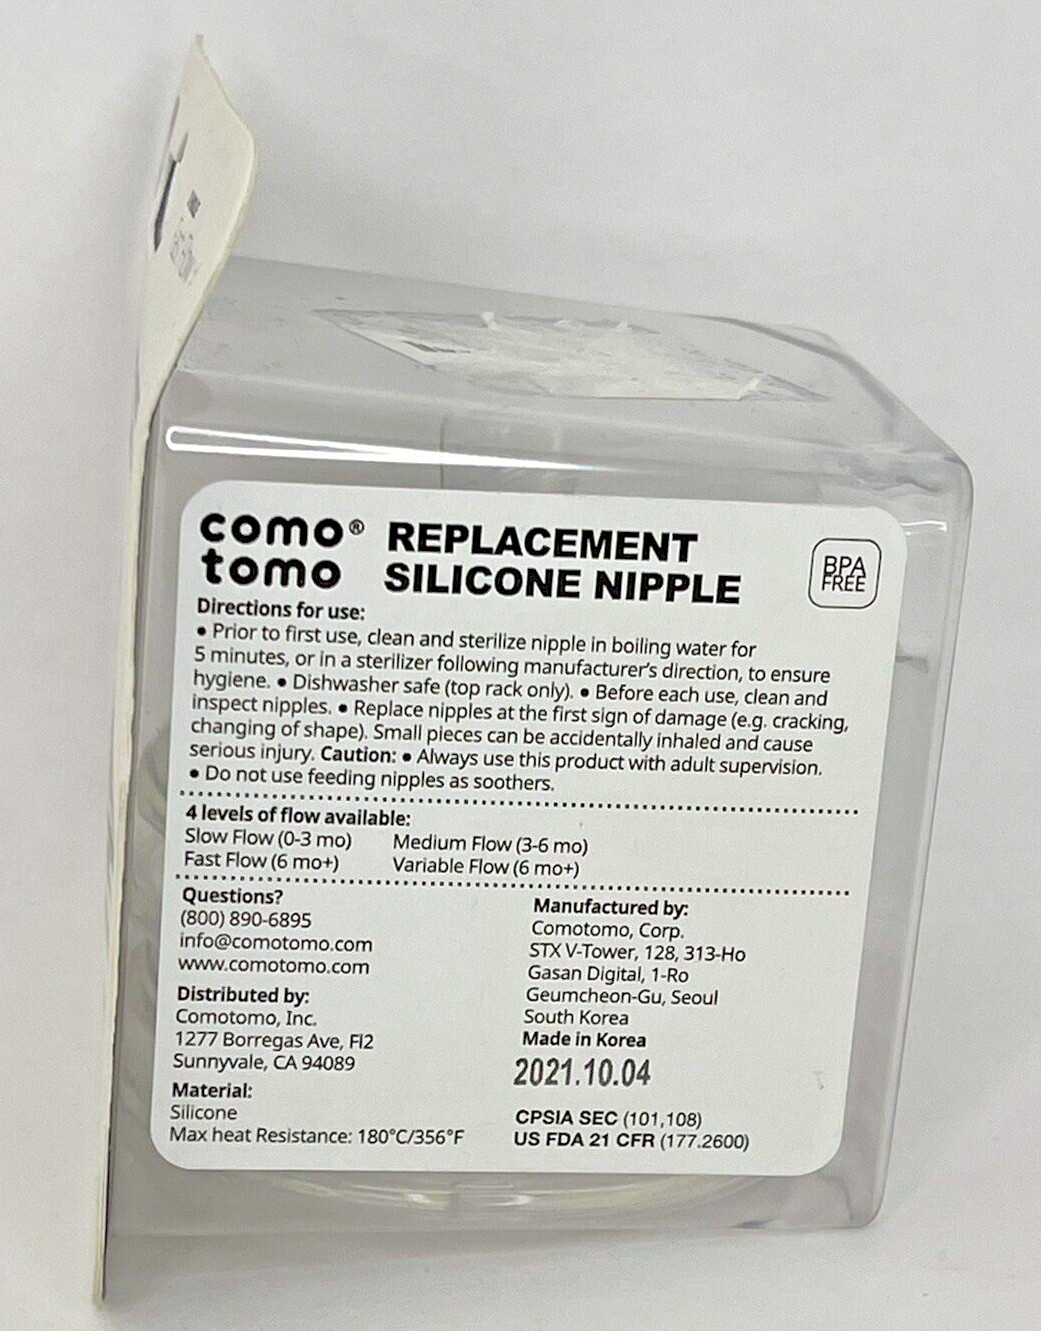 como®
tomo
REPLACEMENT
SILICONE NIPPLE
BPA
FREE
Directions for use:
• Prior to first use, clean and sterilize nipple in boiling water for
5 minutes, or in a sterilizer following manufacturer's direction, to ensure
hygiene. • Dishwasher safe (top rack only). • Before each use, clean and
inspect nipples. • Replace nipples at the first sign of damage (e.g. cracking,
changing of shape). Small pieces can be accidentally inhaled and cause
serious injury. Caution: • Always use this product with adult supervision.
• Do not use feeding nipples as soothers.
4 levels of flow available:
Slow Flow (0-3 mo) Medium Flow (3-6 mo)
Fast Flow (6 mo+) Variable Flow (6 mo+)
Questions?
(800) 890-6895
info@comotomo.com
www.comotomo.com
Distributed by:
Comotomo, Inc.
1277 Borregas Ave, Fl2
Sunnyvale, CA 94089
Material:
Silicone
Max heat Resistance: 180°C/356°F
Manufactured by:
Comotomo, Corp.
STX V-Tower, 128, 313-Ho
Gasan Digital, 1-Ro
Geumcheon-Gu, Seoul
South Korea
Made in Korea
2021.10.04
CPSIA SEC (101,108)
US FDA 21 CFR (177.2600)